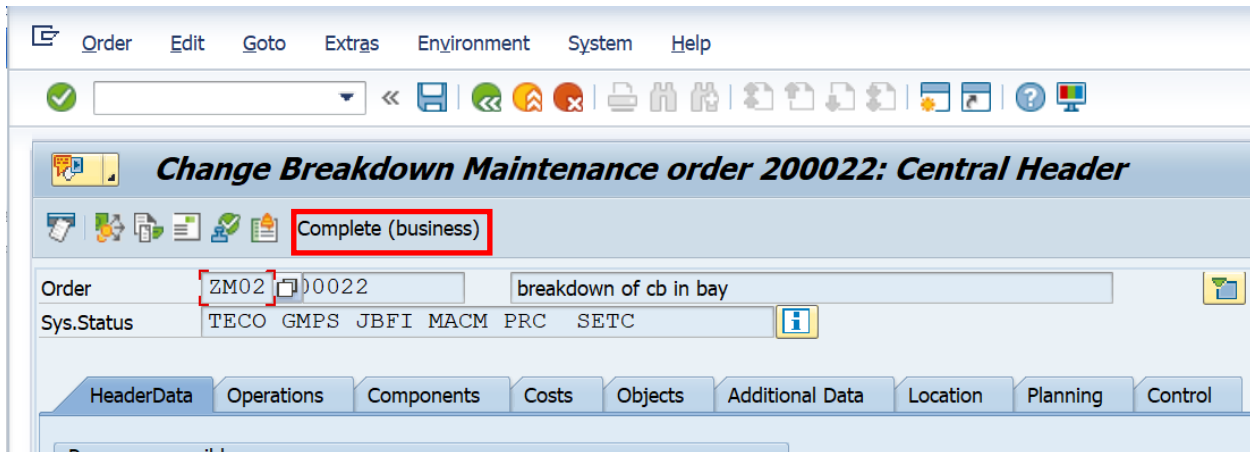 Order Edit Goto Extras Environment System Help
Change Breakdown Maintenance order 200022: Central Header
Complete (business)
Order ZM02 00022 breakdown of cb in bay
Sys.Status TECO GMPS JBFI MACM PRC SETC
HeaderData Operations Components Costs Objects Additional Data Location Planning Control